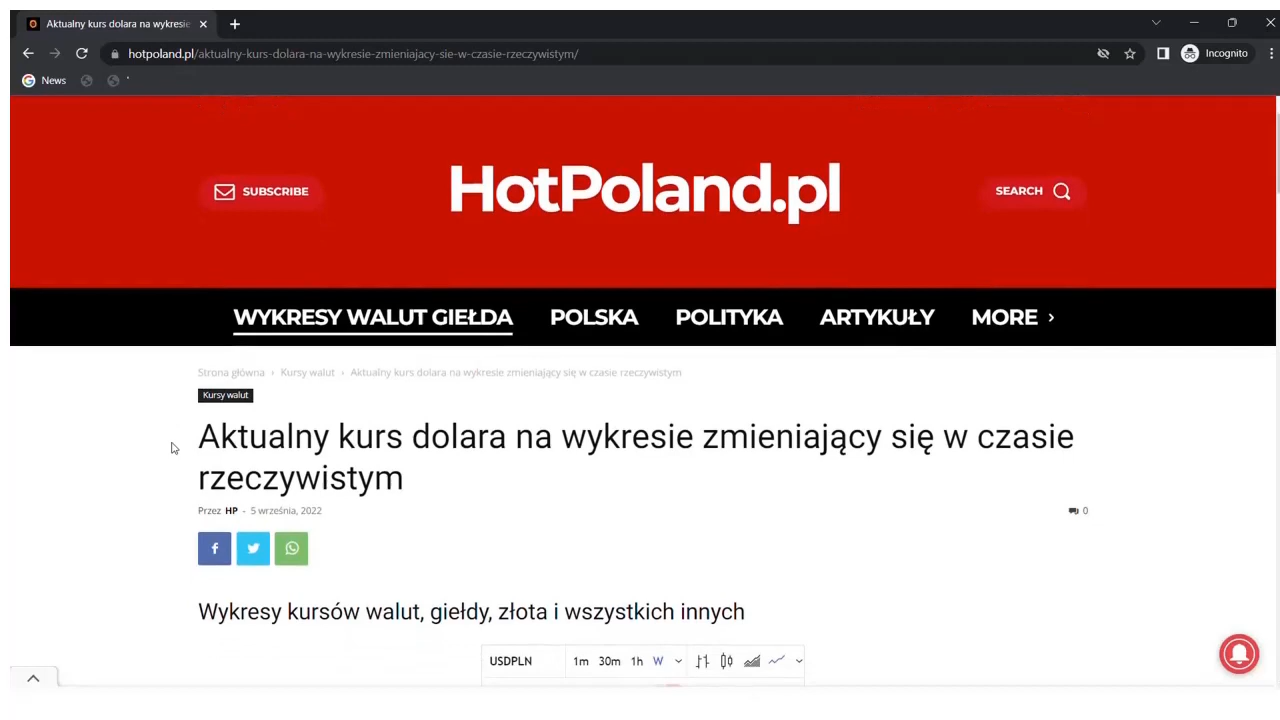 Aktualny kurs dolara na wykresie
hotpoland.pl/aktualny-kurs-dolara-na-wykresie-zmieniajacy-sie-w-czasie-rzeczywistym/
Incognito
News
SUBSCRIBE
HotPoland.pl
SEARCH
WYKRESY WALUT GIEŁDA POLSKA POLITYKA ARTYKUŁY MORE
Strona główna › Kursy walut › Aktualny kurs dolara na wykresie zmieniający się w czasie rzeczywistym
Kursy walut
Aktualny kurs dolara na wykresie zmieniający się w czasie
rzeczywistym
Przez HP - 5 września, 2022
0
Wykresy kursów walut, giełdy, złota i wszystkich innych
USDPLN 1m 30m 1h W